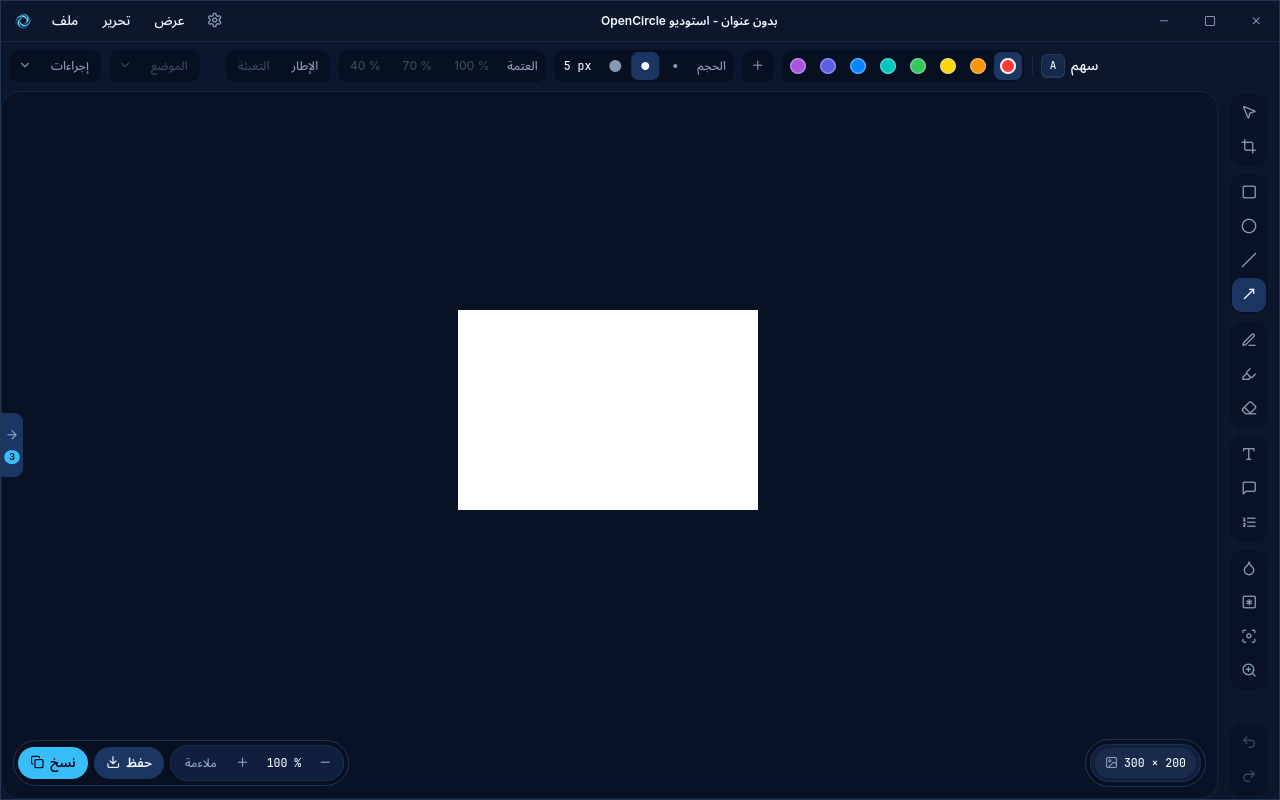 ملف تحرير عرض
بدون عنوان - استوديو OpenCircle
سهم A
الحجم 5 px
العتمة 100 % 70 % 40 %
الإطار التعبئة
الموضع
إجراءات
3
300 × 200
100 % ملاءمة
حفظ
نسخ